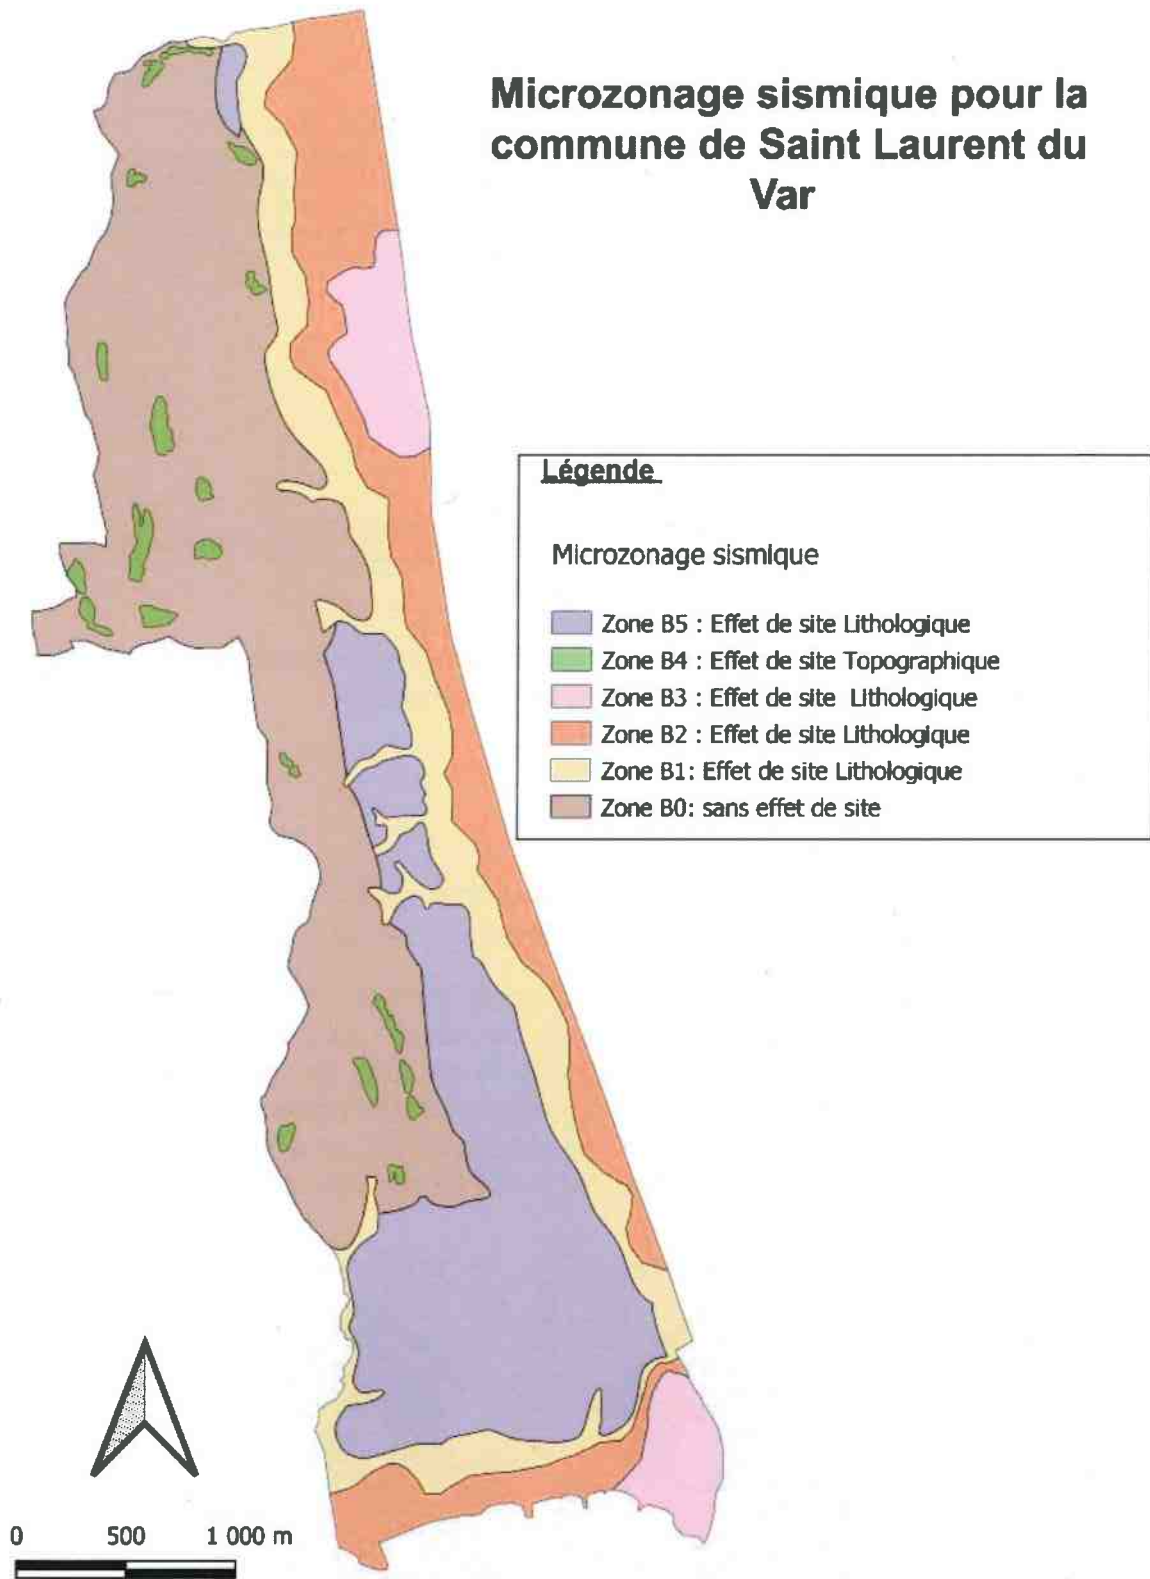 Microzonage sismique pour la
commune de Saint Laurent du
Var
Légende
Microzonage sismique
Zone B5 : Effet de site Lithologique
Zone B4 : Effet de site Topographique
Zone B3 : Effet de site Lithologique
Zone B2 : Effet de site Lithologique
Zone B1: Effet de site Lithologique
Zone B0: sans effet de site
0 500 1 000 m